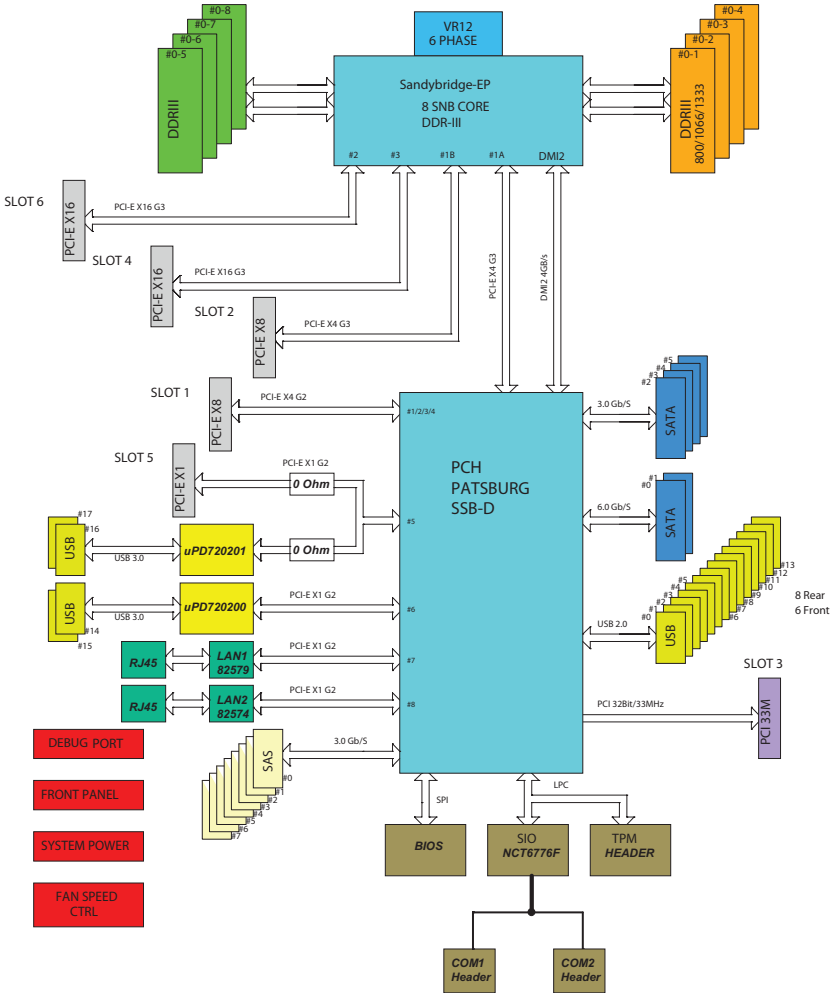 VR12
6 PHASE
#0-8
#0-7
#0-6
#0-5
DDRIII
Sandybridge-EP
8 SNB CORE
DDR-III
#2
#3
#1B
#1A
DMI2
#0-4
#0-3
#0-2
#0-1
DDRIII
800/1066/1333
SLOT 6
PCI-E X16
PCI-E X16 G3
SLOT 4
PCI-E X16
PCI-E X16 G3
SLOT 2
PCI-E X8
PCI-E X4 G3
PCI-E X4 G3
DMI2 4GB/s
SLOT 1
PCI-E X8
PCI-E X4 G2
#1/2/3/4
PCH
PATSBURG
SSB-D
3.0 Gb/S
#5
#4
#3
#2
SATA
SLOT 5
PCI-E X1
PCI-E X1 G2
0 Ohm
#5
6.0 Gb/S
#1
#0
SATA
#17
#16
USB
USB 3.0
uPD720201
0 Ohm
USB
USB 3.0
#14
#15
uPD720200
PCI-E X1 G2
#6
USB 2.0
#13
#12
#11
#10
#9
#8
#7
#6
#5
#4
#3
#2
#1
#0
USB
8 Rear
6 Front
RJ45
LAN1
82579
PCI-E X1 G2
#7
RJ45
LAN2
82574
PCI-E X1 G2
#8
SLOT 3
PCI 32Bit/33MHz
PCI 33M
DEBUG PORT
FRONT PANEL
SYSTEM POWER
FAN SPEED
CTRL
SAS
3.0 Gb/S
#0
#1
#2
#3
#4
#5
#6
#7
SPI
LPC
BIOS
SIO
NCT6776F
TPM
HEADER
COM1
Header
COM2
Header